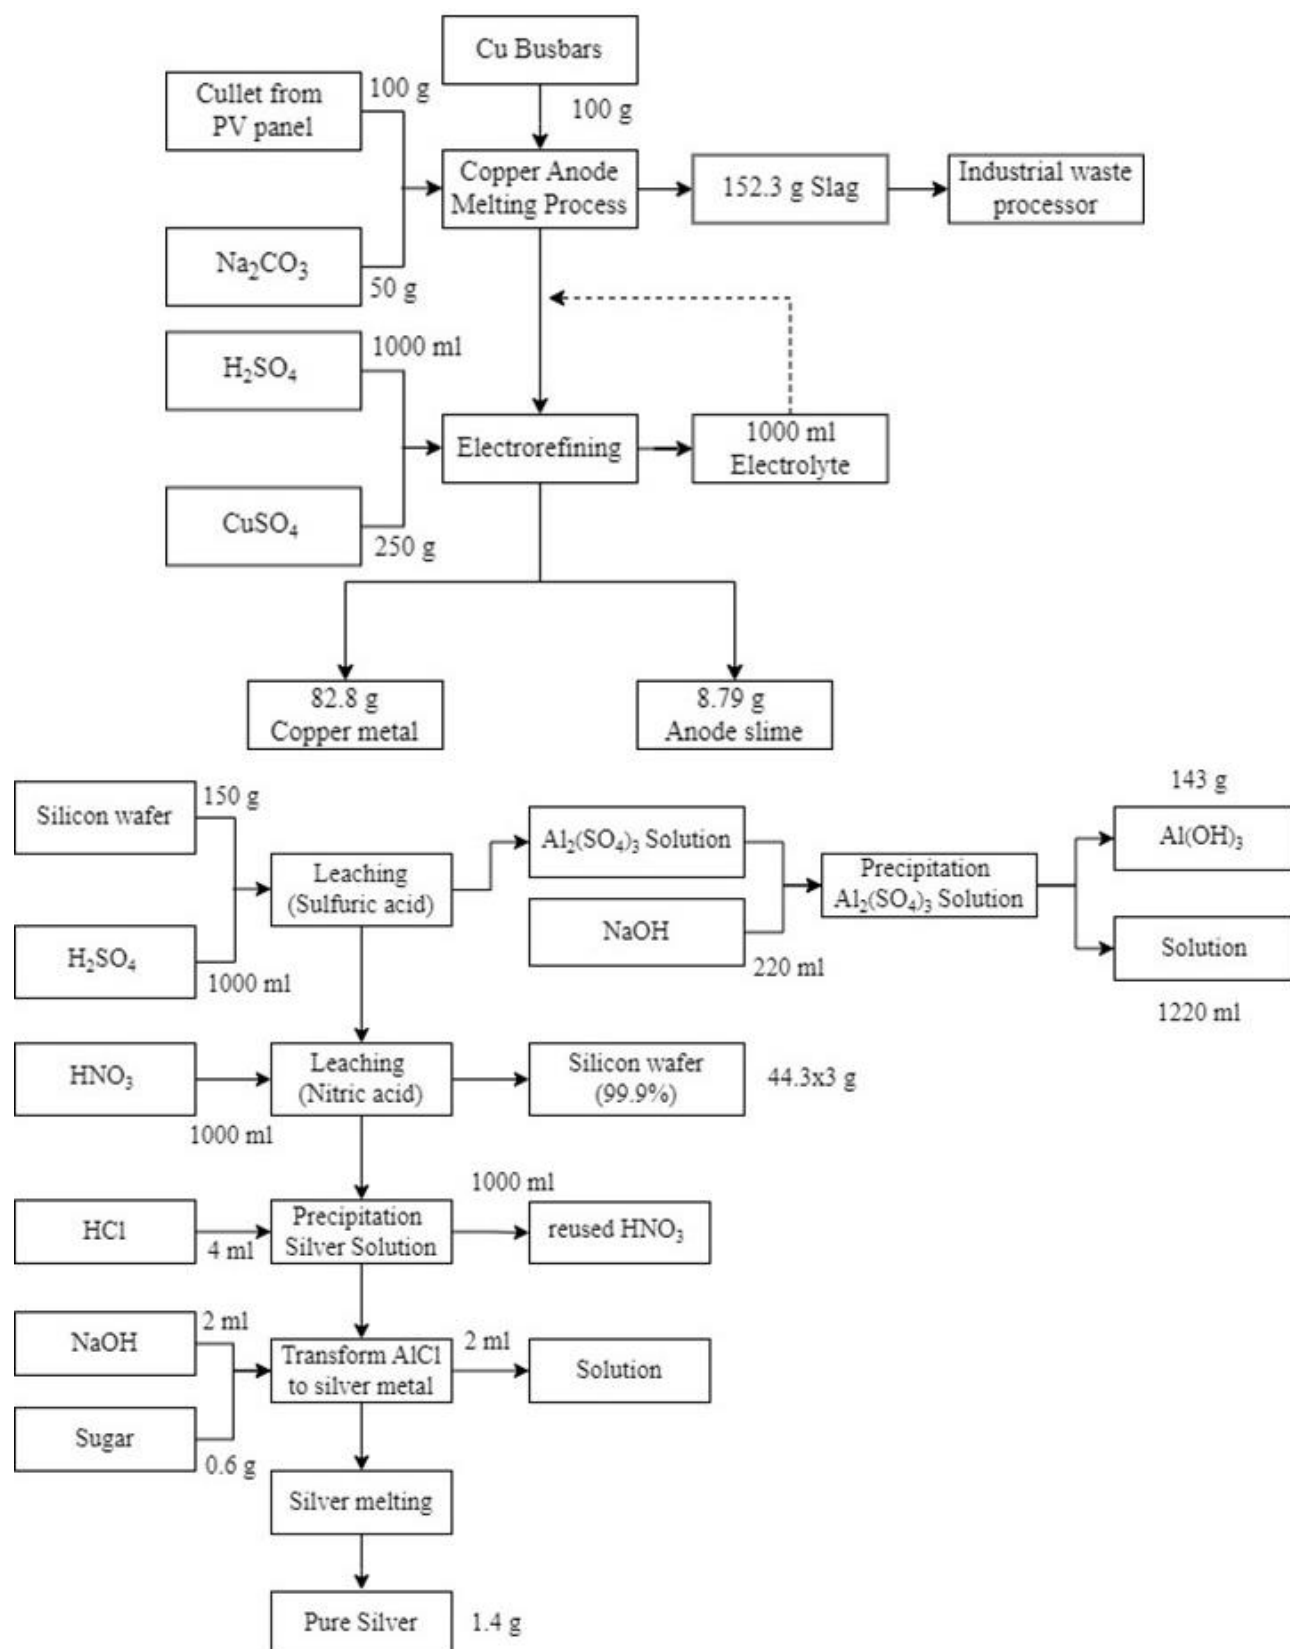 Cu Busbars
100 g
Cullet from
PV panel
100 g
Copper Anode
Melting Process
152.3 g Slag
Industrial waste
processor
Na₂CO₃
50 g
H₂SO₄
1000 ml
Electrorefining
1000 ml
Electrolyte
CuSO₄
250 g
82.8 g
Copper metal
8.79 g
Anode slime
Silicon wafer
150 g
Leaching
(Sulfuric acid)
H₂SO₄
1000 ml
Al₂(SO₄)₃ Solution
NaOH
220 ml
Precipitation
Al₂(SO₄)₃ Solution
143 g
Al(OH)₃
Solution
1220 ml
HNO₃
1000 ml
Leaching
(Nitric acid)
Silicon wafer
(99.9%)
44.3x3 g
HCl
4 ml
Precipitation
Silver Solution
1000 ml
reused HNO₃
NaOH
2 ml
Transform AlCl
to silver metal
2 ml
Solution
Sugar
0.6 g
Silver melting
Pure Silver
1.4 g